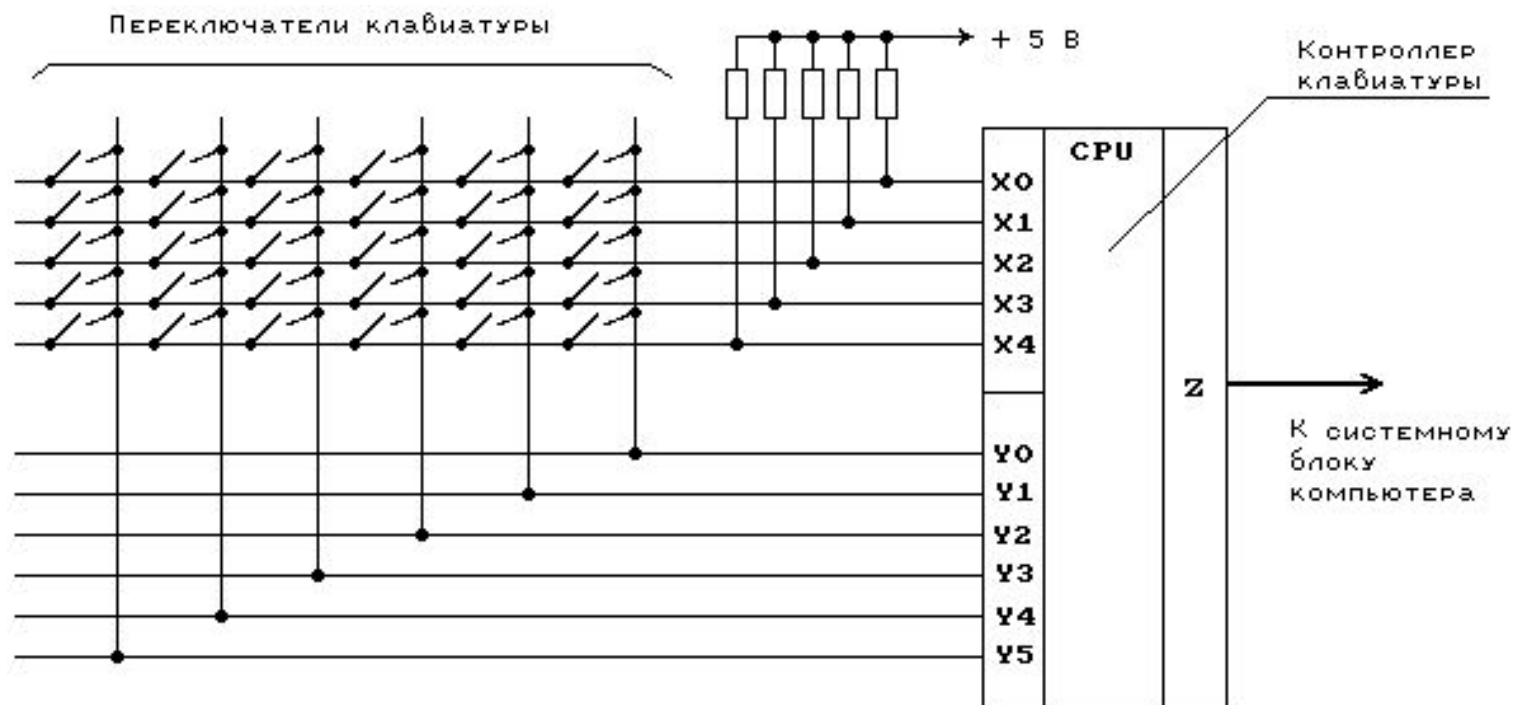 Переключатели клавиатуры
+ 5 В
Контроллер
клавиатуры
CPU
X0
X1
X2
X3
X4
Z
Y0
Y1
Y2
Y3
Y4
Y5
К системному
блоку
компьютера